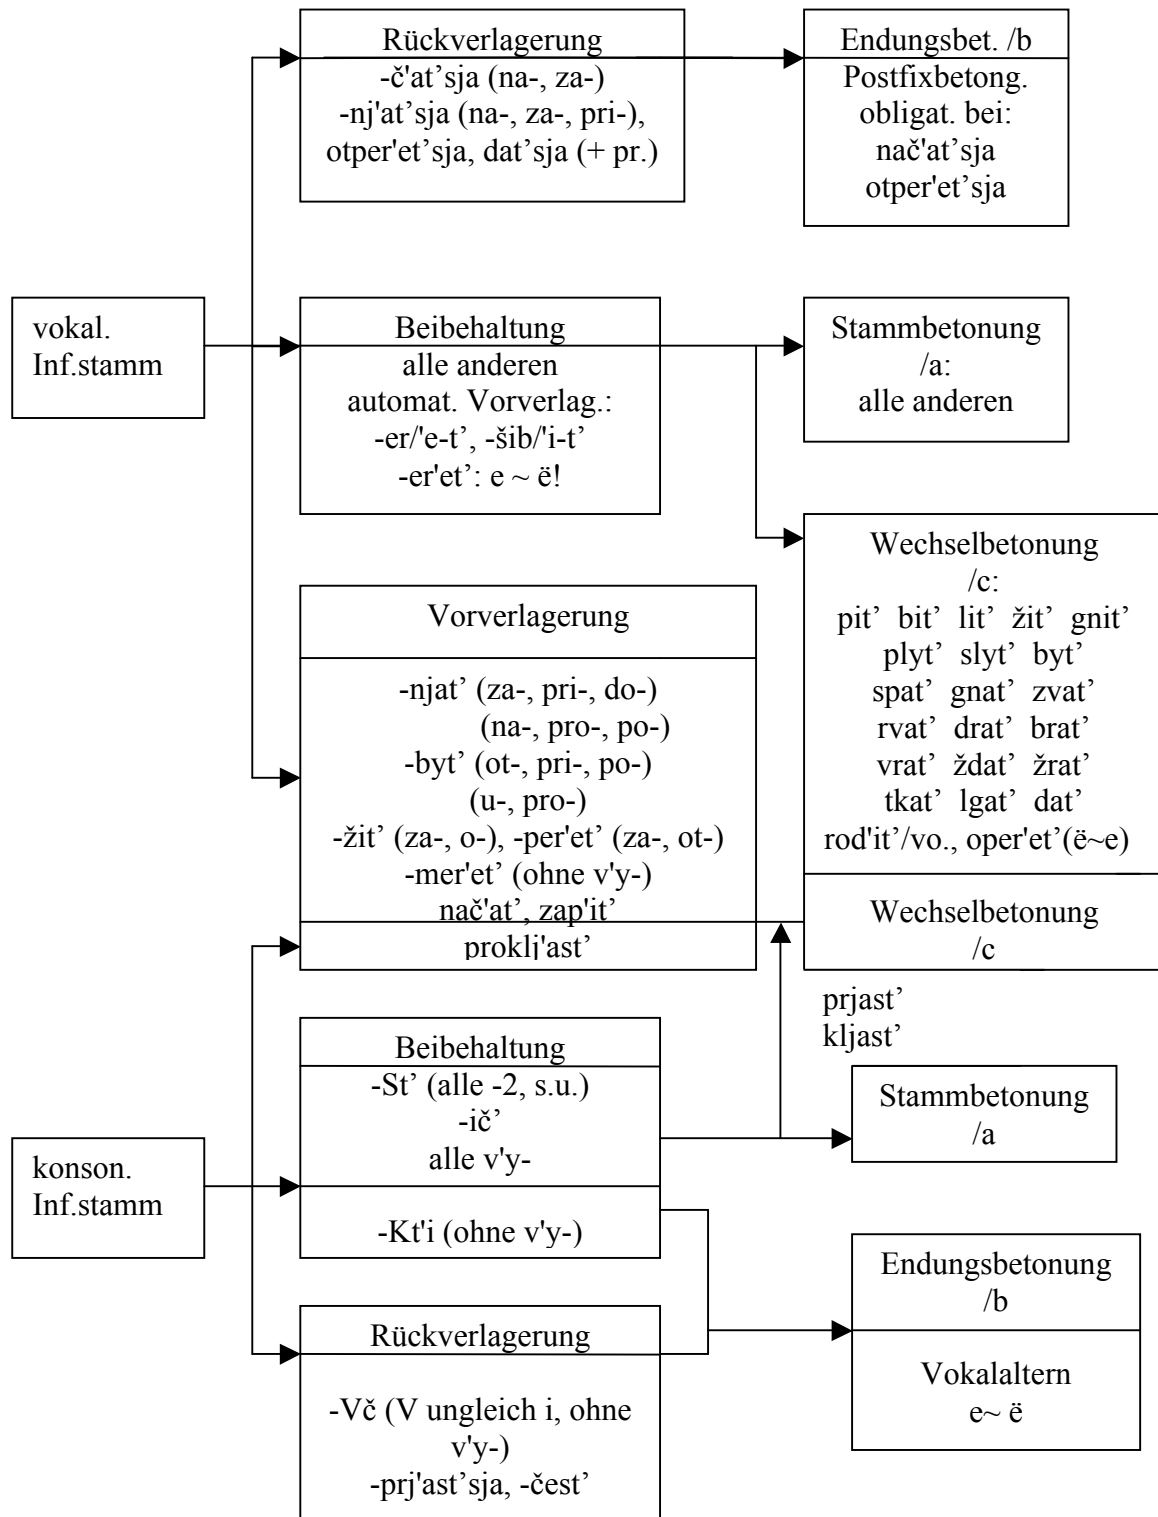 Rückverlagerung
-č'at’sja (na-, za-)
-nj'at’sja (na-, za-, pri-),
otper'et’sja, dat’sja (+ pr.)
Endungsbet. /b
Postfixbetong.
obligat. bei:
nač'at’sja
otper'et’sja
vokal.
Inf.stamm
Beibehaltung
alle anderen
automat. Vorverlag.:
-er/'e-t’, -šib/'i-t’
-er'et’: e ~ ë!
Stammbetonung
/a:
alle anderen
Wechselbetonung
/c:
pit’ bit’ lit’ žit’ gnit’
plyt’ slyt’ byt’
spat’ gnat’ zvat’
rvat’ drat’ brat’
vrat’ ždat’ žrat’
tkat’ lgat’ dat’
rod'it’/vo., oper'et’(ë~e)
Vorverlagerung
-njat’ (za-, pri-, do-)
(na-, pro-, po-)
-byt’ (ot-, pri-, po-)
(u-, pro-)
-žit’ (za-, o-), -per'et’ (za-, ot-)
-mer'et’ (ohne v'y-)
nač'at’, zap'it’
proklj'ast’
Wechselbetonung
/c
prjast’
kljast’
konson.
Inf.stamm
Beibehaltung
-St’ (alle -2, s.u.)
-ič’
alle v'y-
-Kt'i (ohne v'y-)
Stammbetonung
/a
Rückverlagerung
-Vč (V ungleich i, ohne
v'y-)
-prj'ast’sja, -čest’
Endungsbetonung
/b
Vokalaltern
e~ ë